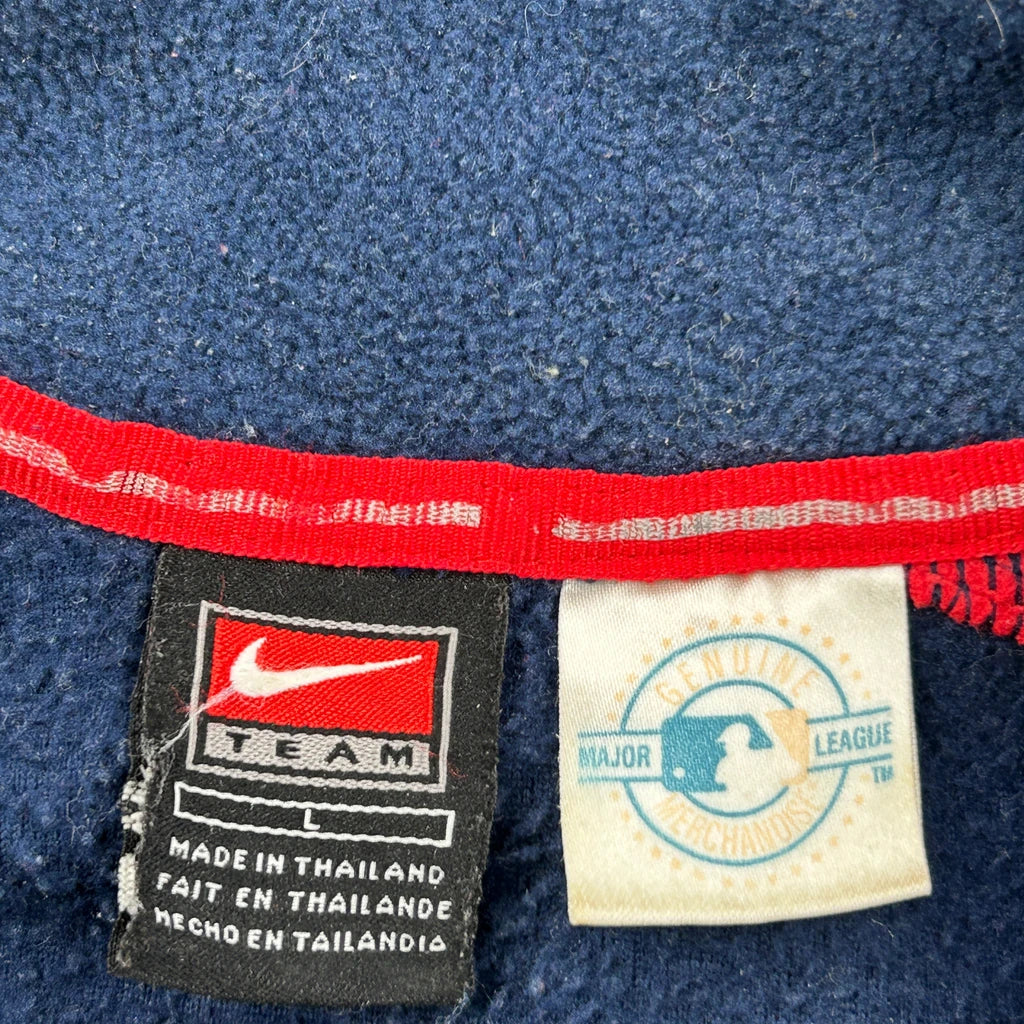 TEAM
L
MADE IN THAILAND
FAIT EN THAILANDE
HECHO EN TAILANDIA
GENUINE
MAJOR LEAGUE
TM
MERCHANDISE